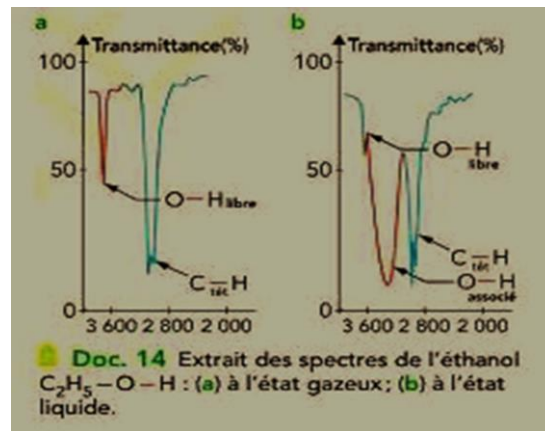 a
Transmittance(%)
100
50
0
O–H libre
C tét –H
3 600 2 800 2 000
b
Transmittance(%)
100
50
0
O–H libre
C tét –H
O–H associé
3 600 2 800 2 000
Doc. 14 Extrait des spectres de l'éthanol
C₂H₅–O–H : (a) à l'état gazeux ; (b) à l'état
liquide.